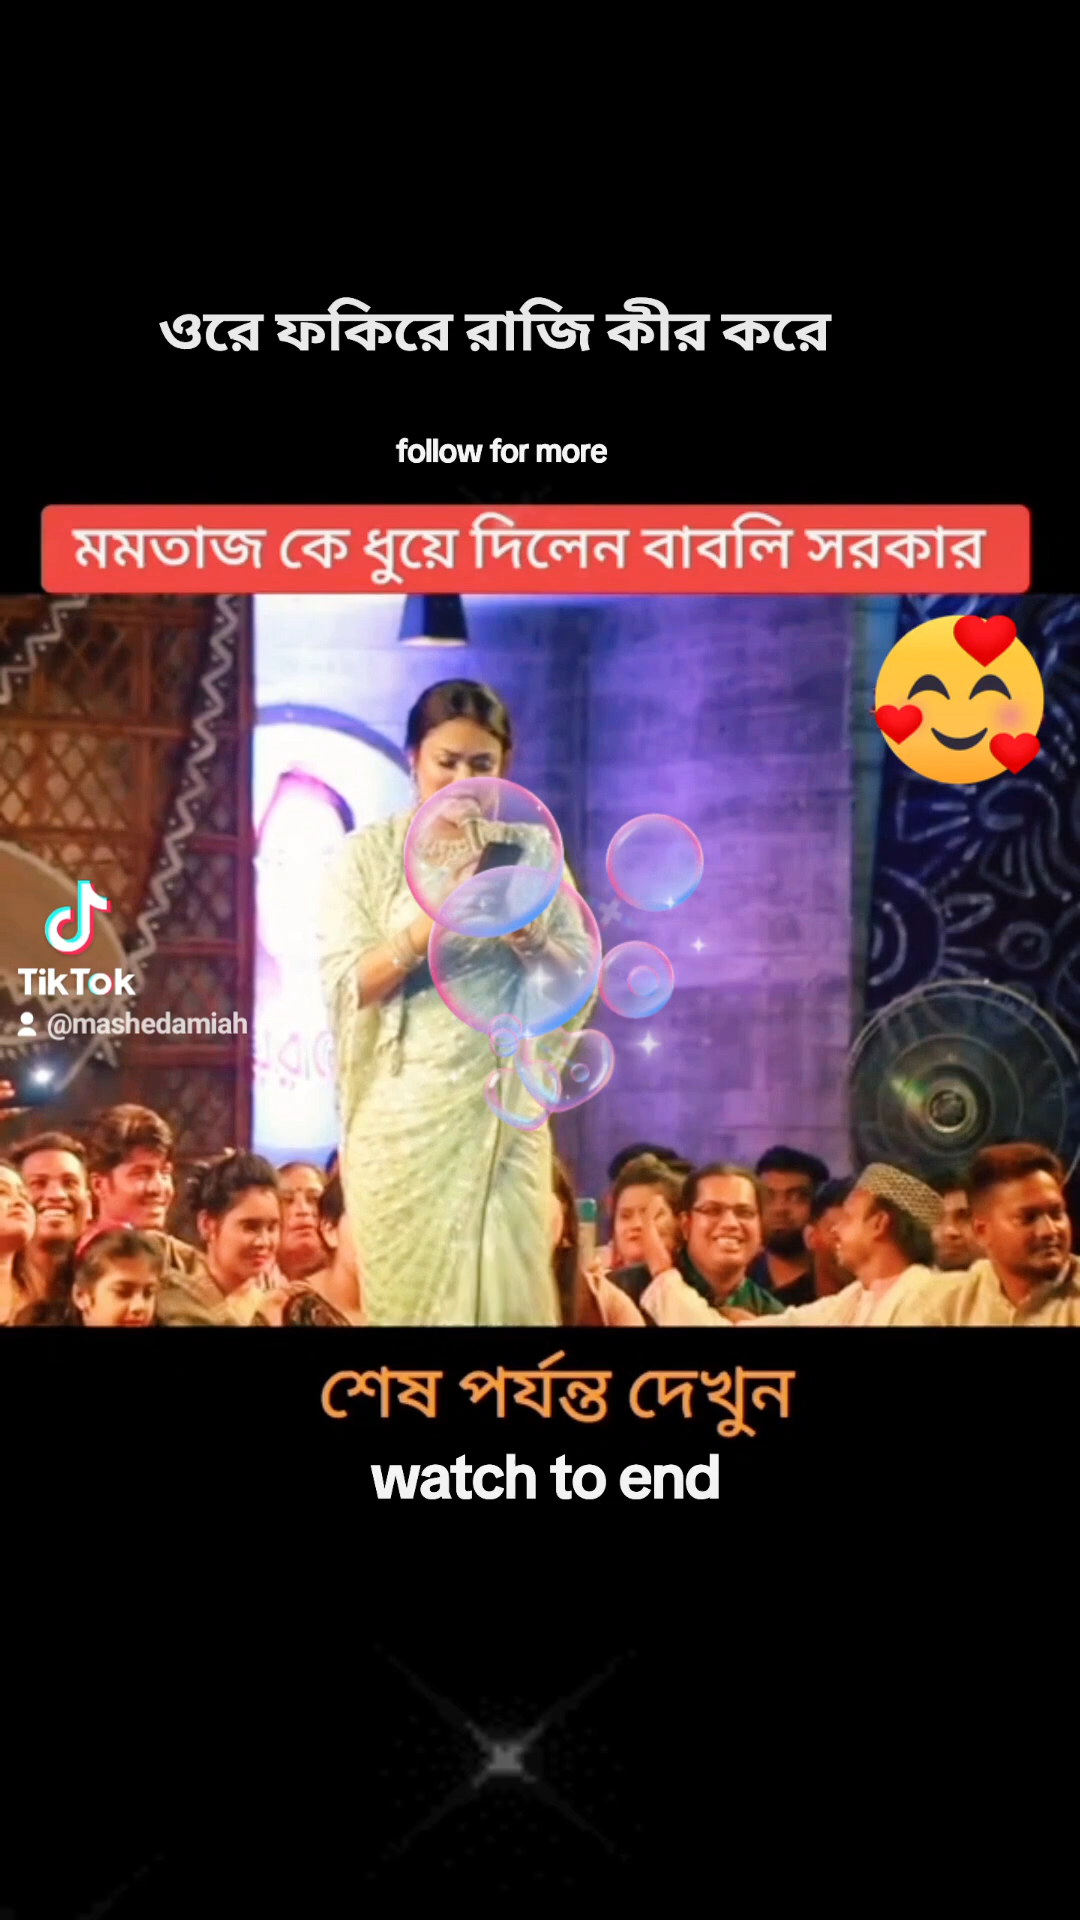 ওরে ফকিরে রাজি কীর করে
follow for more
মমতাজ কে ধুয়ে দিলেন বাবলি সরকার
TikTok
@mashedamiah
শেষ পর্যন্ত দেখুন
watch to end